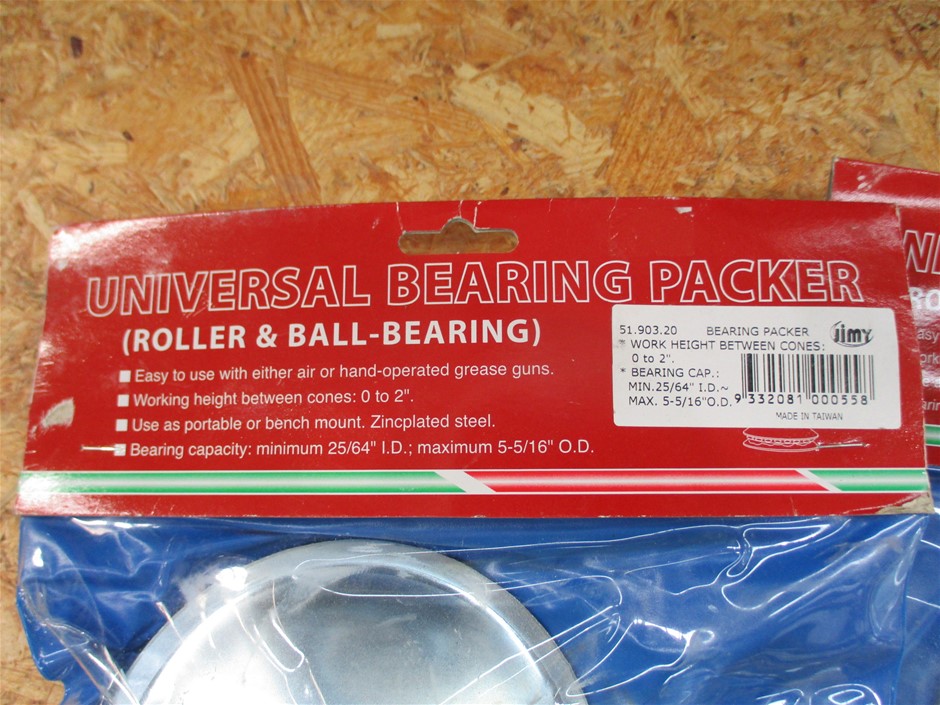 UNIVERSAL BEARING PACKER
(ROLLER & BALL-BEARING)
■ Easy to use with either air or hand-operated grease guns.
■ Working height between cones: 0 to 2".
■ Use as portable or bench mount. Zincplated steel.
■ Bearing capacity: minimum 25/64" I.D.; maximum 5-5/16" O.D.
51.903.20 BEARING PACKER JIMY
* WORK HEIGHT BETWEEN CONES:
0 to 2".
* BEARING CAP.:
MIN.25/64" I.D.~
MAX. 5-5/16"O.D.
9 332081 000558
MADE IN TAIWAN